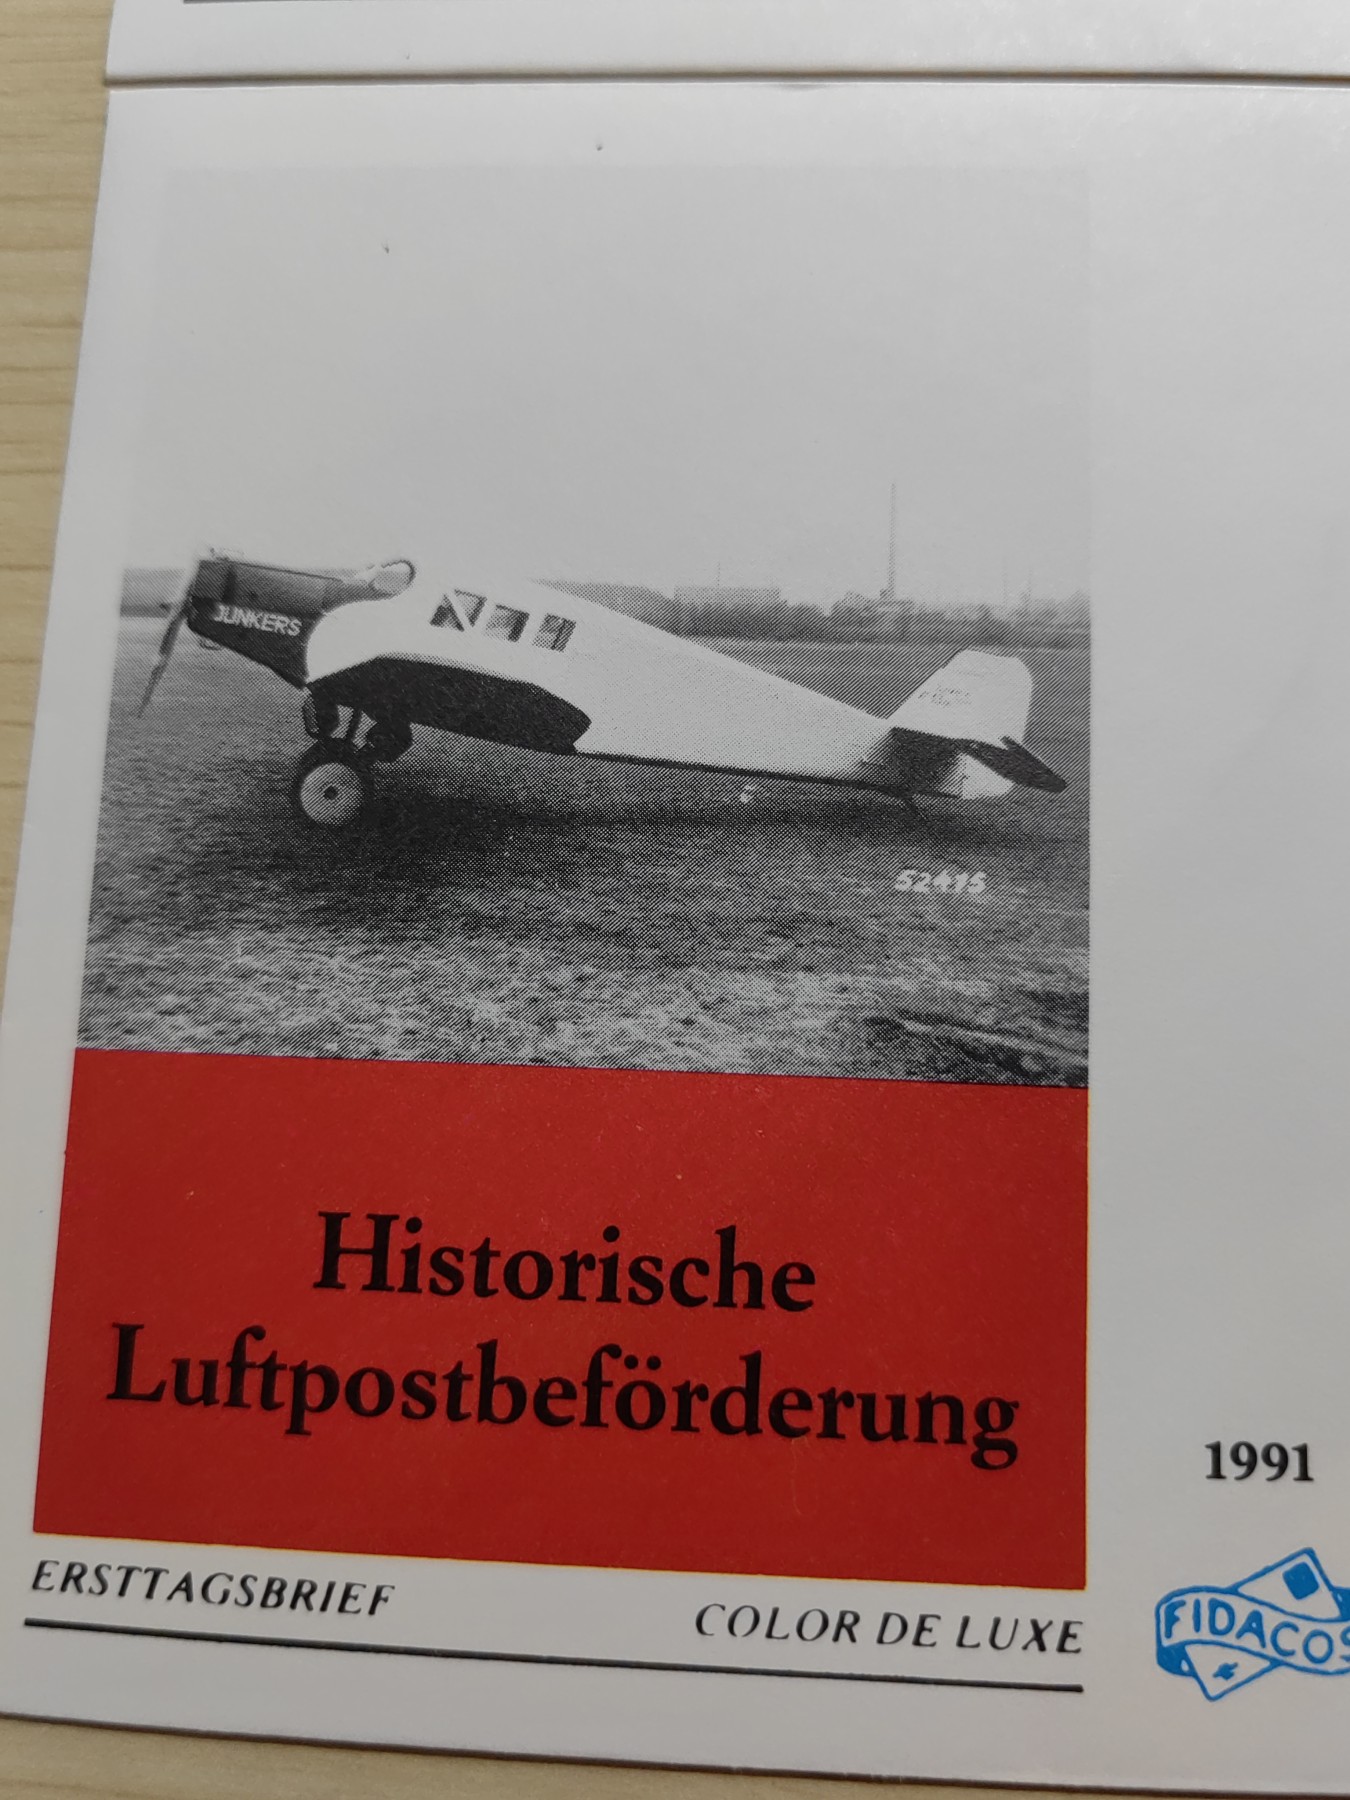 JUNKERS
52415
Historische
Luftpostbeförderung
1991
ERSTTAGSBRIEF
COLOR DE LUXE
FIDACOS